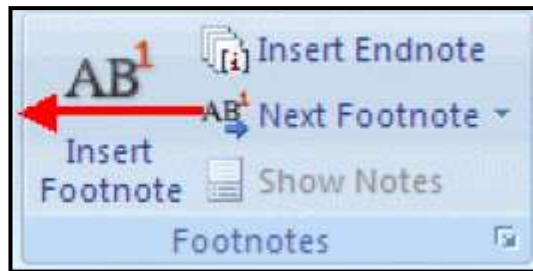 AB1
Insert
Footnote
[i] Insert Endnote
AB1 Next Footnote
Show Notes
Footnotes